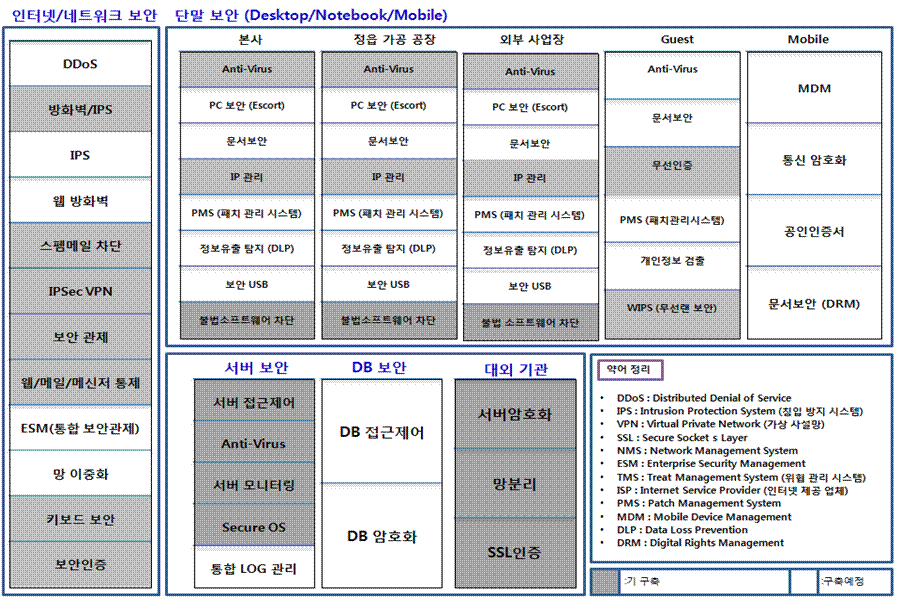 인터넷/네트워크 보안
DDoS
방화벽/IPS
IPS
웹 방화벽
스펨메일 차단
IPSec VPN
보안 관제
웹/메일/메신저 통제
ESM(통합 보안관제)
망 이중화
키보드 보안
보안인증
단말 보안 (Desktop/Notebook/Mobile)
본사
Anti-Virus
PC 보안 (Escort)
문서보안
IP 관리
PMS (패치 관리 시스템)
정보유출 탐지 (DLP)
보안 USB
불법소프트웨어 차단
정읍 가공 공장
Anti-Virus
PC 보안 (Escort)
문서보안
IP 관리
PMS (패치 관리 시스템)
정보유출 탐지 (DLP)
보안 USB
불법소프트웨어 차단
외부 사업장
Anti-Virus
PC 보안 (Escort)
문서보안
IP 관리
PMS (패치 관리 시스템)
정보유출 탐지 (DLP)
보안 USB
불법 소프트웨어 차단
Guest
Anti-Virus
문서보안
무선인증
PMS (패치관리시스템)
개인정보 검출
WIPS (무선랜 보안)
Mobile
MDM
통신 암호화
공인인증서
문서보안 (DRM)
서버 보안
서버 접근제어
Anti-Virus
서버 모니터링
Secure OS
통합 LOG 관리
DB 보안
DB 접근제어
DB 암호화
대외 기관
서버암호화
망분리
SSL인증
약어 정리
• DDoS : Distributed Denial of Service
• IPS : Intrusion Protection System (침입 방지 시스템)
• VPN : Virtual Private Network (가상 사설망)
• SSL : Secure Socket s Layer
• NMS : Network Management System
• ESM : Enterprise Security Management
• TMS : Treat Management System (위협 관리 시스템)
• ISP : Internet Service Provider (인터넷 제공 업체)
• PMS : Patch Management System
• MDM : Mobile Device Management
• DLP : Data Loss Prevention
• DRM : Digital Rights Management
:기 구축
:구축예정